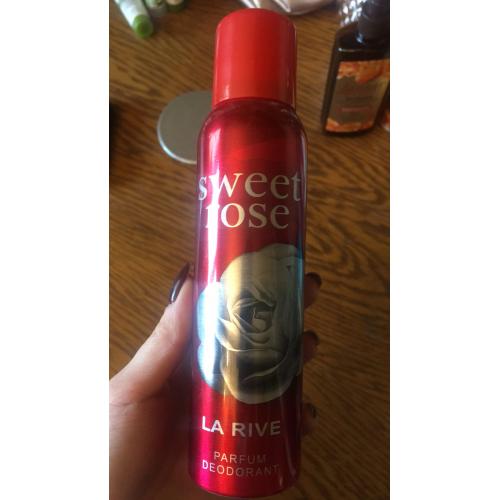 sweet
rose
LA RIVE
PARFUM
DEODORANT